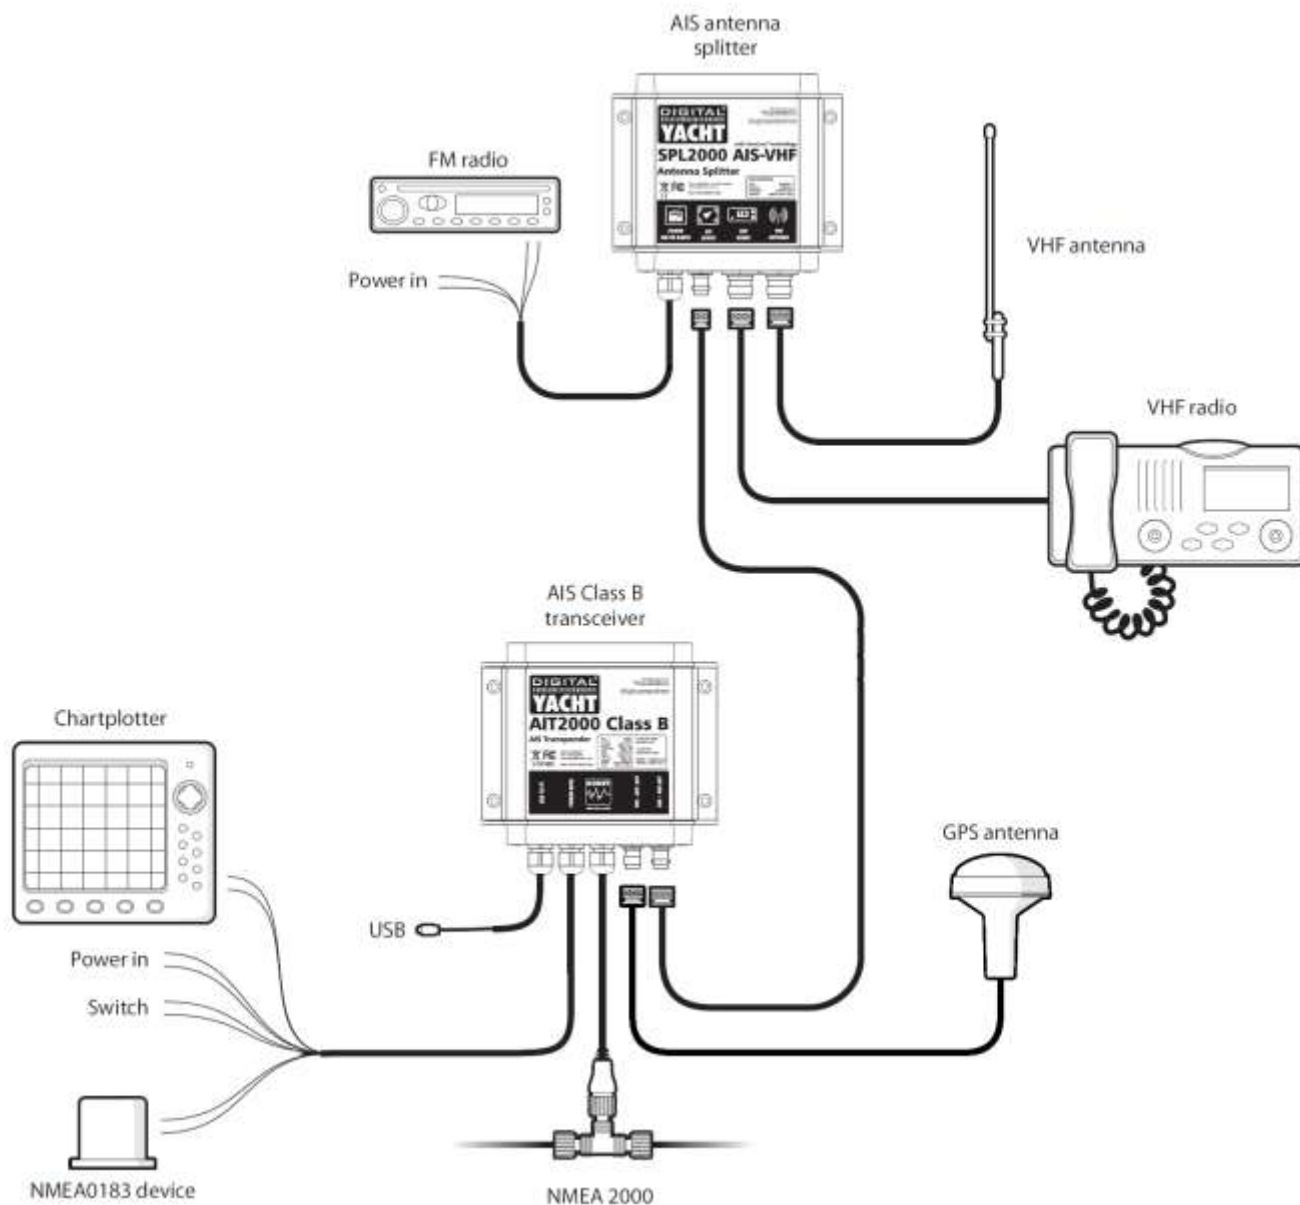 AIS antenna
splitter
DIGITAL
YACHT
SPL2000 AIS-VHF
Antenna Splitter
FM radio
Power in
VHF antenna
VHF radio
AIS Class B
transceiver
DIGITAL
YACHT
AIT2000 Class B
AIS Transponder
Chartplotter
GPS antenna
USB
Power in
Switch
NMEA0183 device
NMEA 2000